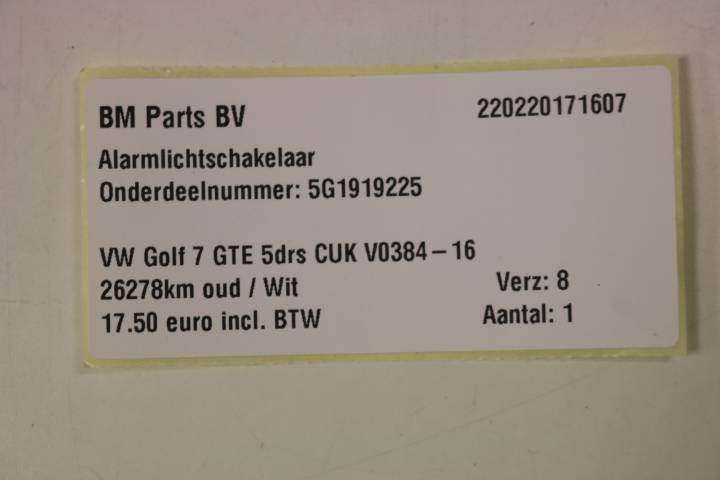 BM Parts BV 220220171607
Alarmlichtschakelaar
Onderdeelnummer: 5G1919225
VW Golf 7 GTE 5drs CUK V0384-16
26278km oud / Wit Verz: 8
17.50 euro incl. BTW Aantal: 1